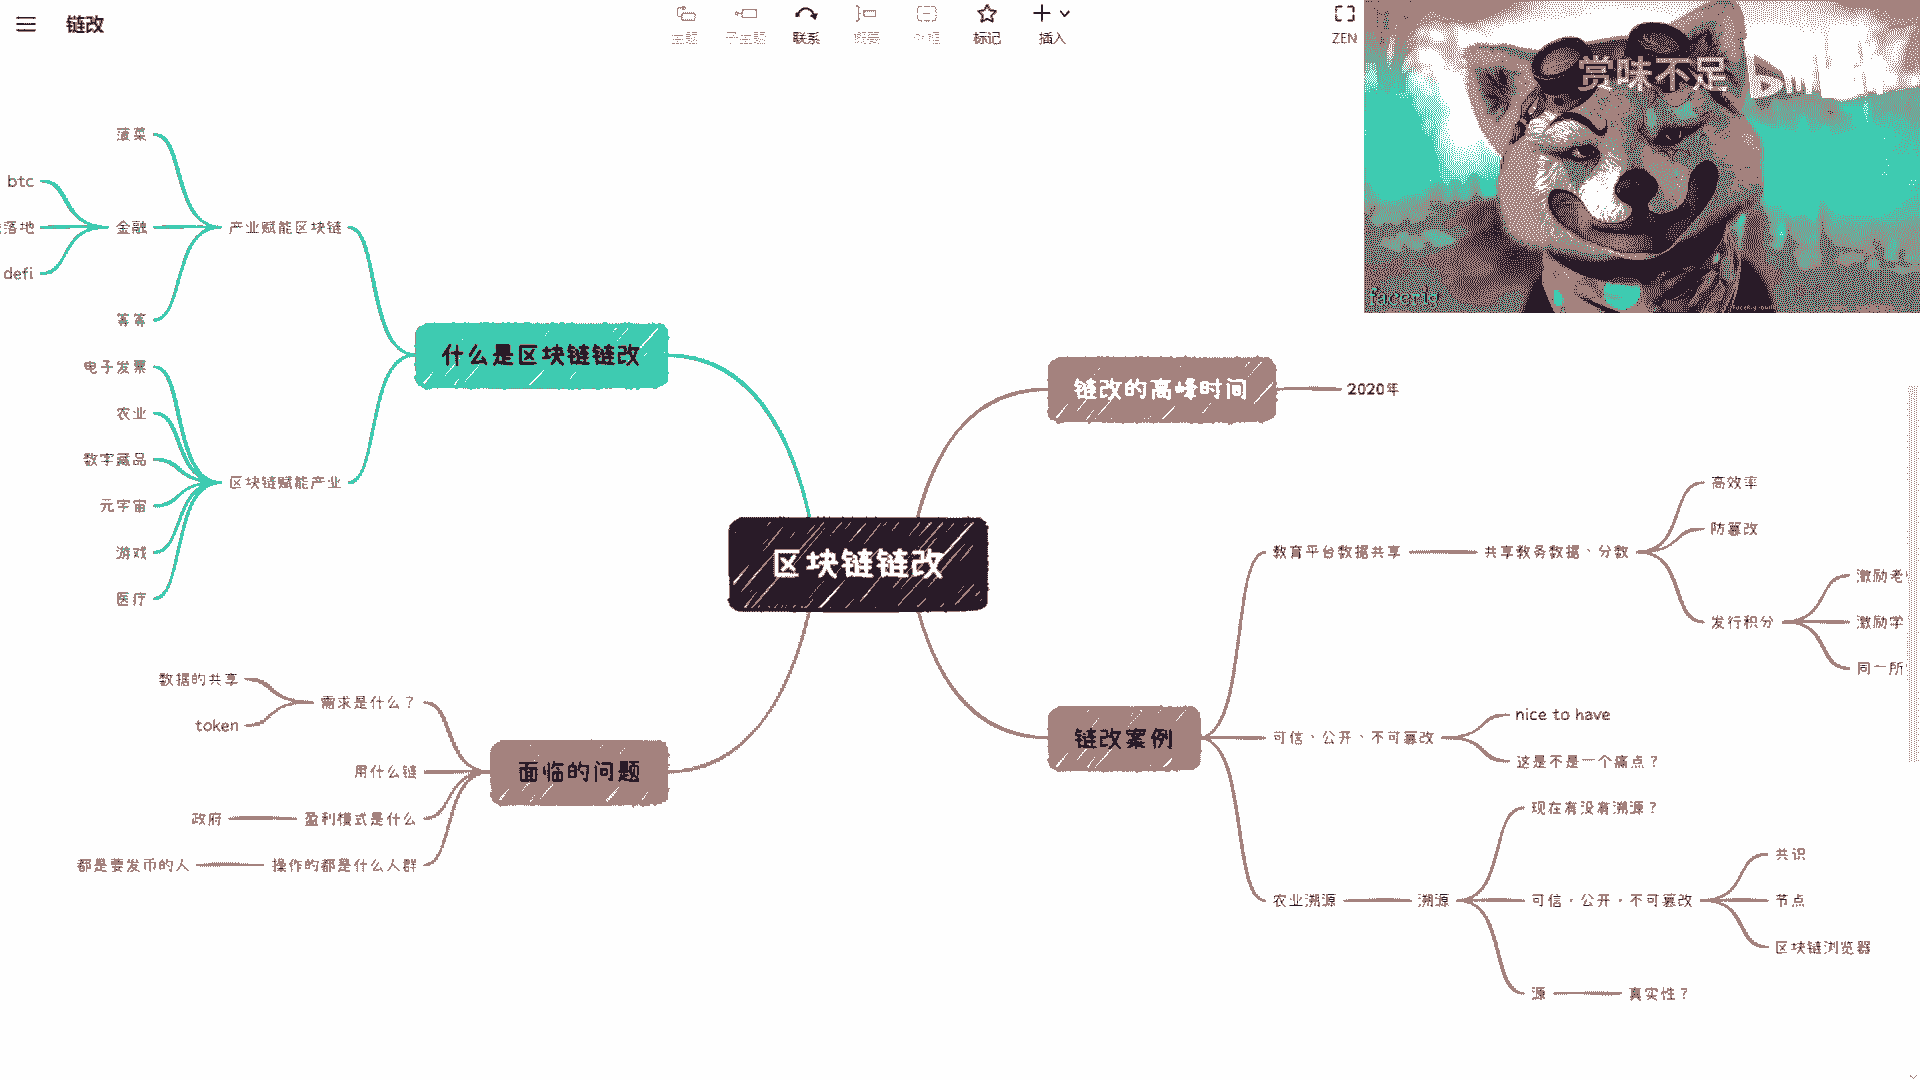 链改
主题
子主题
联系
概要
外框
标记
插入
ZEN
赏味不足
facerig
菠菜
btc
落地
金融
产业赋能区块链
defi
等等
电子发票
农业
数字藏品
区块链赋能产业
元宇宙
游戏
医疗
什么是区块链链改
链改的高峰时间
2020年
区块链链改
高效率
防篡改
教育平台数据共享
共享教务数据、分数
激励老
发行积分
激励学
同一所
链改案例
可信、公开、不可篡改
nice to have
这是不是一个痛点？
现在有没有溯源？
共识
农业溯源
溯源
可信，公开，不可篡改
节点
区块链浏览器
源
真实性？
数据的共享
需求是什么？
token
用什么链
面临的问题
政府
盈利模式是什么
都是要发币的人
操作的都是什么人群